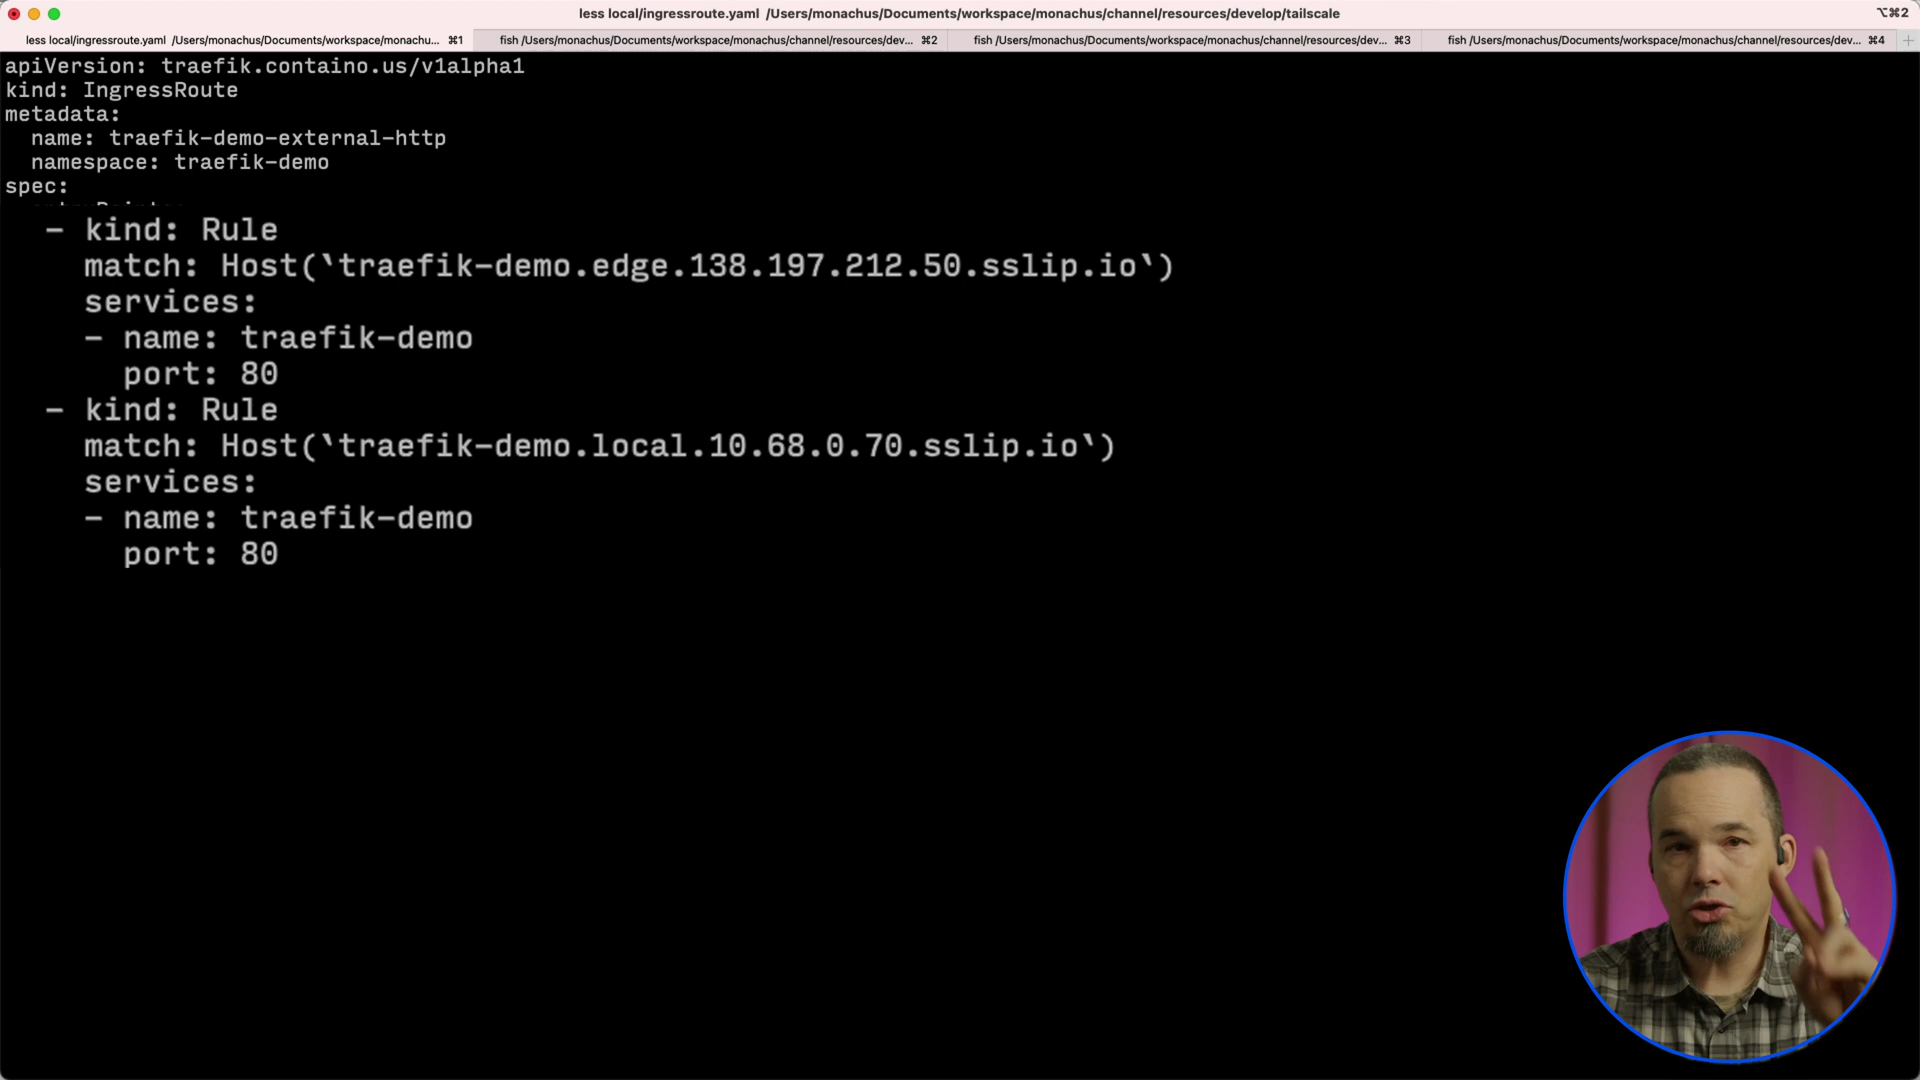 less local/ingressroute.yaml /Users/monachus/Documents/workspace/monachus/channel/resources/develop/tailscale
⌥⌘2
less local/ingressroute.yaml /Users/monachus/Documents/workspace/monachu... ⌘1
fish /Users/monachus/Documents/workspace/monachus/channel/resources/dev... ⌘2
fish /Users/monachus/Documents/workspace/monachus/channel/resources/dev... ⌘3
fish /Users/monachus/Documents/workspace/monachus/channel/resources/dev... ⌘4
apiVersion: traefik.containo.us/v1alpha1
kind: IngressRoute
metadata:
  name: traefik-demo-external-http
  namespace: traefik-demo
spec:
  - kind: Rule
    match: Host(`traefik-demo.edge.138.197.212.50.sslip.io`)
    services:
    - name: traefik-demo
      port: 80
  - kind: Rule
    match: Host(`traefik-demo.local.10.68.0.70.sslip.io`)
    services:
    - name: traefik-demo
      port: 80